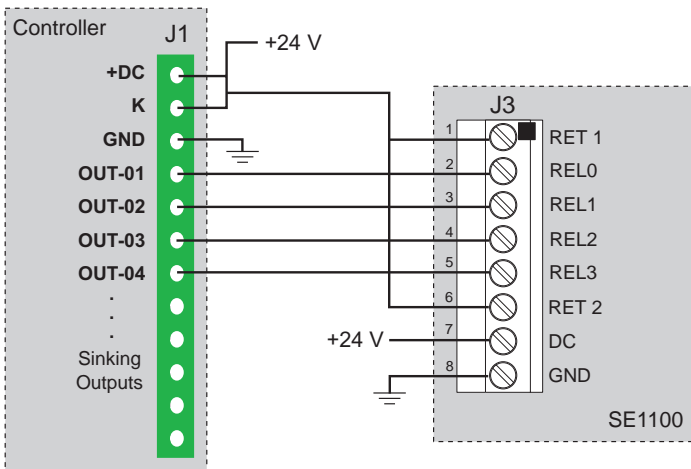 Controller
J1
+24 V
+DC
K
GND
OUT-01
OUT-02
OUT-03
OUT-04
.
.
.
Sinking
Outputs
J3
1 RET 1
2 REL0
3 REL1
4 REL2
5 REL3
6 RET 2
+24 V 7 DC
8 GND
SE1100